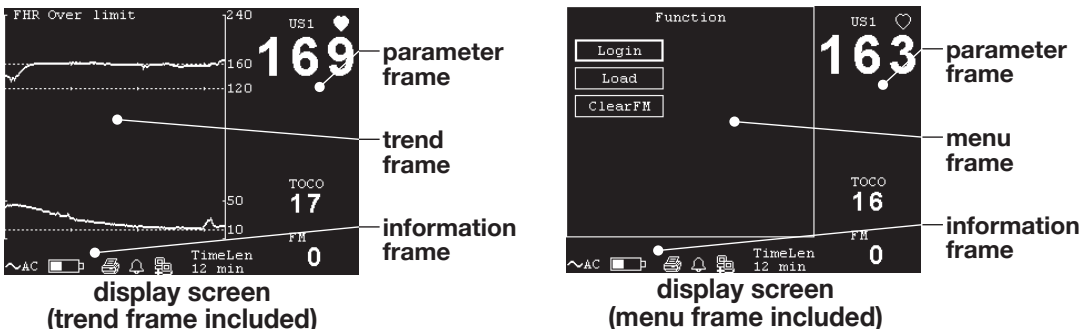 FHR Over limit
240
US1
169
160
120
TOCO
50
17
10
FM
0
AC
TimeLen
12 min
parameter
frame
trend
frame
information
frame
display screen
(trend frame included)
Function
US1
163
Login
Load
ClearFM
TOCO
16
FM
0
AC
TimeLen
12 min
parameter
frame
menu
frame
information
frame
display screen
(menu frame included)